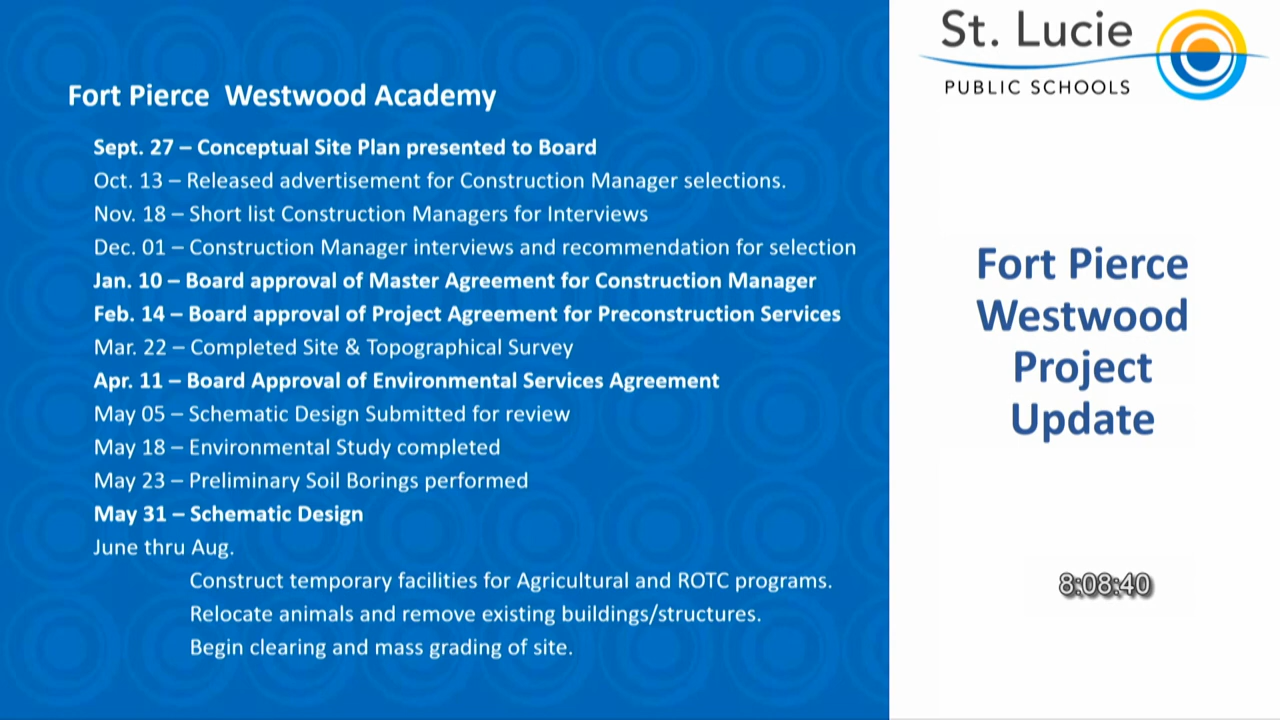 Fort Pierce  Westwood Academy
Sept. 27 – Conceptual Site Plan presented to Board
Oct. 13 – Released advertisement for Construction Manager selections.
Nov. 18 – Short list Construction Managers for Interviews
Dec. 01 – Construction Manager interviews and recommendation for selection
Jan. 10 – Board approval of Master Agreement for Construction Manager
Feb. 14 – Board approval of Project Agreement for Preconstruction Services
Mar. 22 – Completed Site & Topographical Survey
Apr. 11 – Board Approval of Environmental Services Agreement
May 05 – Schematic Design Submitted for review
May 18 – Environmental Study completed
May 23 – Preliminary Soil Borings performed
May 31 – Schematic Design
June thru Aug.
Construct temporary facilities for Agricultural and ROTC programs.
Relocate animals and remove existing buildings/structures.
Begin clearing and mass grading of site.
St. Lucie
PUBLIC SCHOOLS
Fort Pierce
Westwood
Project
Update
8:08:40